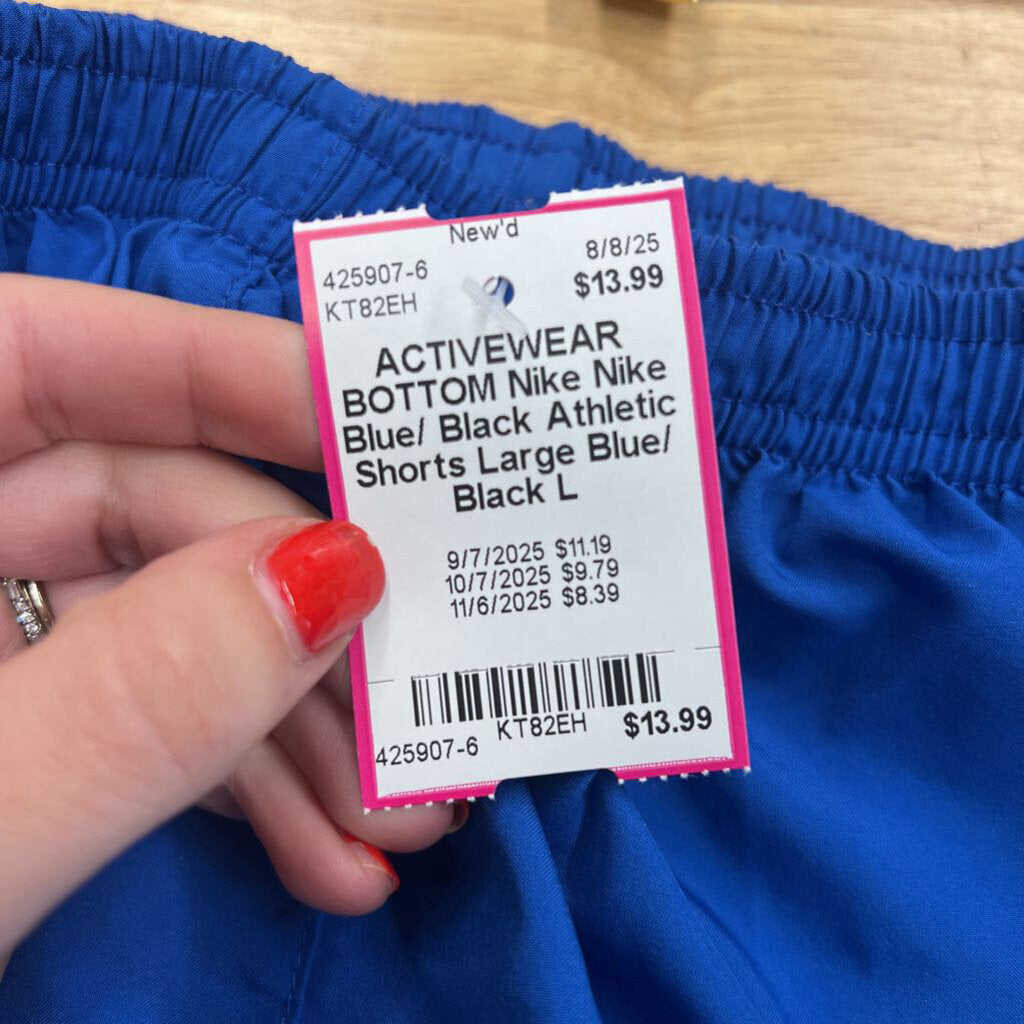 New'd
425907-6 8/8/25
KT82EH $13.99
ACTIVEWEAR
BOTTOM Nike Nike
Blue/ Black Athletic
Shorts Large Blue/
Black L
9/7/2025 $11.19
10/7/2025 $9.79
11/6/2025 $8.39
KT82EH $13.99
425907-6